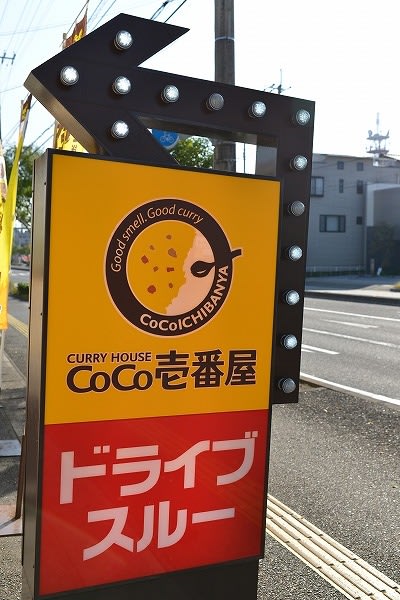 Good smell. Good curry
CoCoICHIBANYA
CURRY HOUSE
CoCo壱番屋
ドライブ
スルー